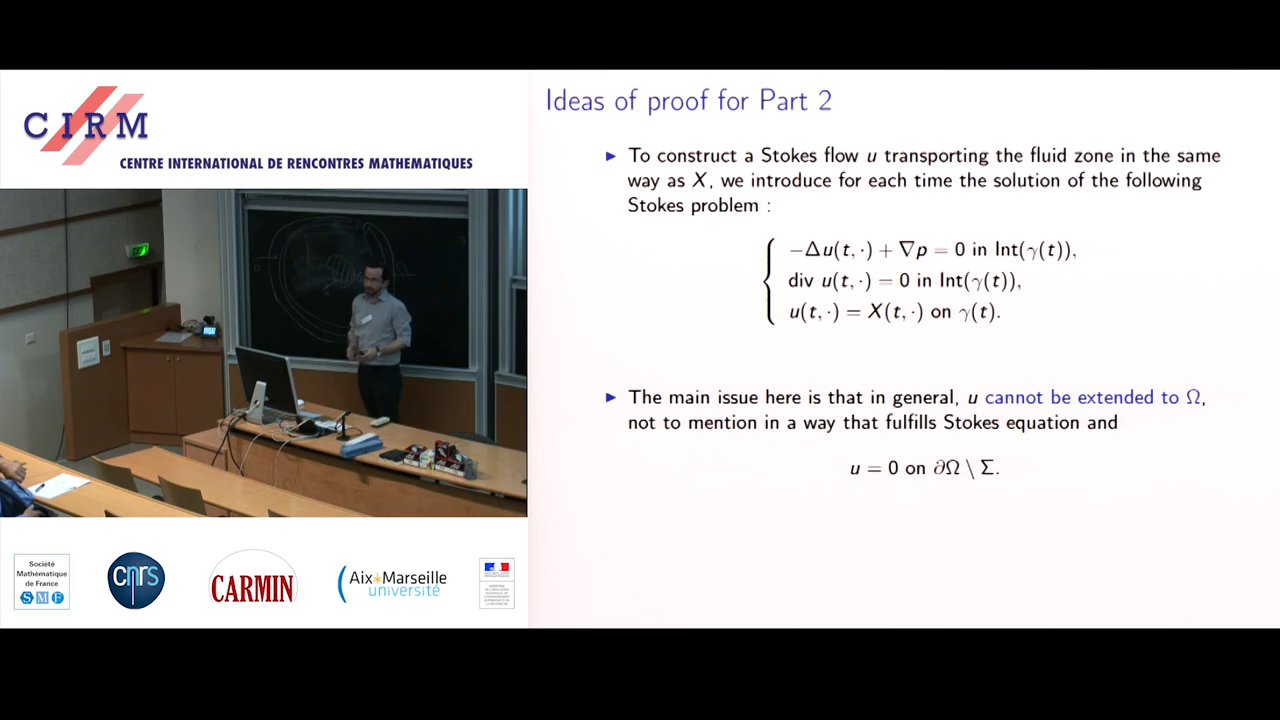 CIRM
CENTRE INTERNATIONAL DE RENCONTRES MATHEMATIQUES
Société
Mathématique
de France
SMF
cnrs
CARMIN
Aix*Marseille
université
Ideas of proof for Part 2
► To construct a Stokes flow u transporting the fluid zone in the same
way as X, we introduce for each time the solution of the following
Stokes problem :
−Δu(t, ·) + ∇p = 0 in Int(γ(t)),
div u(t, ·) = 0 in Int(γ(t)),
u(t, ·) = X(t, ·) on γ(t).
► The main issue here is that in general, u cannot be extended to Ω,
not to mention in a way that fulfills Stokes equation and
u = 0 on ∂Ω \ Σ.